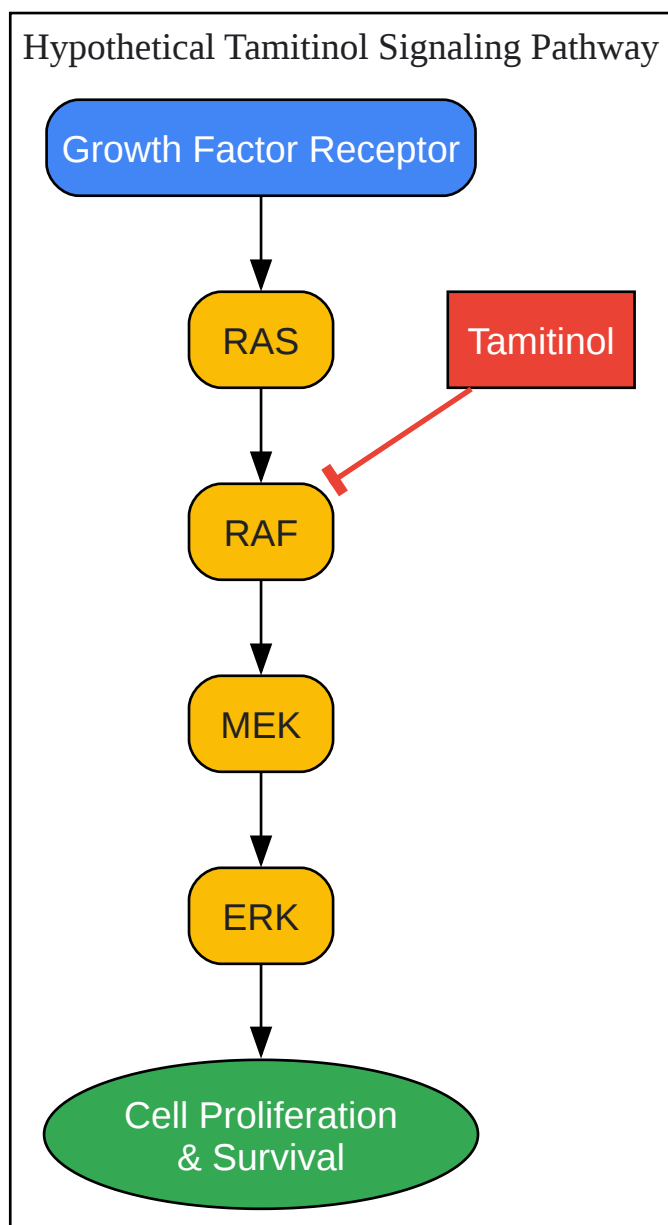 Hypothetical Tamitinol Signaling Pathway
Growth Factor Receptor
RAS
Tamitinol
RAF
MEK
ERK
Cell Proliferation
& Survival